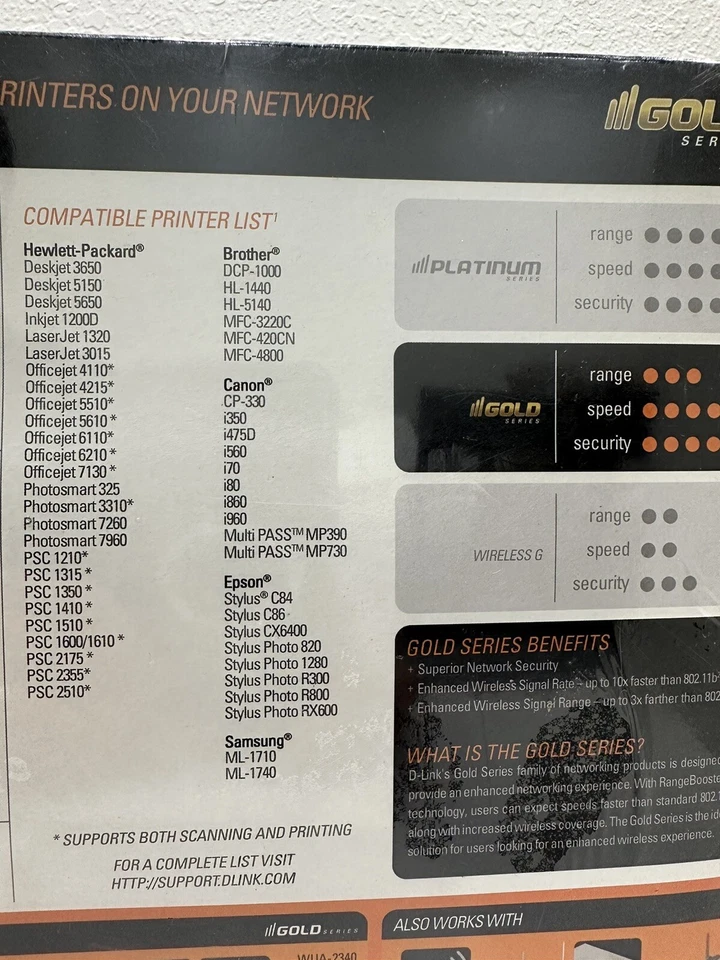 RINTERS ON YOUR NETWORK
GOL
SER
COMPATIBLE PRINTER LIST¹
Hewlett-Packard®
Deskjet 3650
Deskjet 5150
Deskjet 5650
Inkjet 1200D
LaserJet 1320
LaserJet 3015
Officejet 4110*
Officejet 4215*
Officejet 5510*
Officejet 5610 *
Officejet 6110*
Officejet 6210 *
Officejet 7130 *
Photosmart 325
Photosmart 3310*
Photosmart 7260
Photosmart 7960
PSC 1210*
PSC 1315 *
PSC 1350 *
PSC 1410 *
PSC 1510 *
PSC 1600/1610 *
PSC 2175 *
PSC 2355*
PSC 2510*
Brother®
DCP-1000
HL-1440
HL-5140
MFC-3220C
MFC-420CN
MFC-4800
Canon®
CP-330
i350
i475D
i560
i70
i80
i860
i960
Multi PASS™ MP390
Multi PASS™ MP730
Epson®
Stylus® C84
Stylus C86
Stylus CX6400
Stylus Photo 820
Stylus Photo 1280
Stylus Photo R300
Stylus Photo R800
Stylus Photo RX600
Samsung®
ML-1710
ML-1740
* SUPPORTS BOTH SCANNING AND PRINTING
FOR A COMPLETE LIST VISIT
HTTP://SUPPORT.DLINK.COM
PLATINUM
SERIES
range
speed
security
GOLD
SERIES
range
speed
security
WIRELESS G
range
speed
security
GOLD SERIES BENEFITS
+ Superior Network Security
+ Enhanced Wireless Signal Rate – up to 10x faster than 802.11b
+ Enhanced Wireless Signal Range – up to 3x farther than 802
WHAT IS THE GOLD SERIES?
D-Link's Gold Series family of networking products is designed
provide an enhanced networking experience. With RangeBooste
technology, users can expect speeds faster than standard 802.1
along with increased wireless coverage. The Gold Series is the ide
solution for users looking for an enhanced wireless experience.
GOLD SERIES
WUA-2340
ALSO WORKS WITH